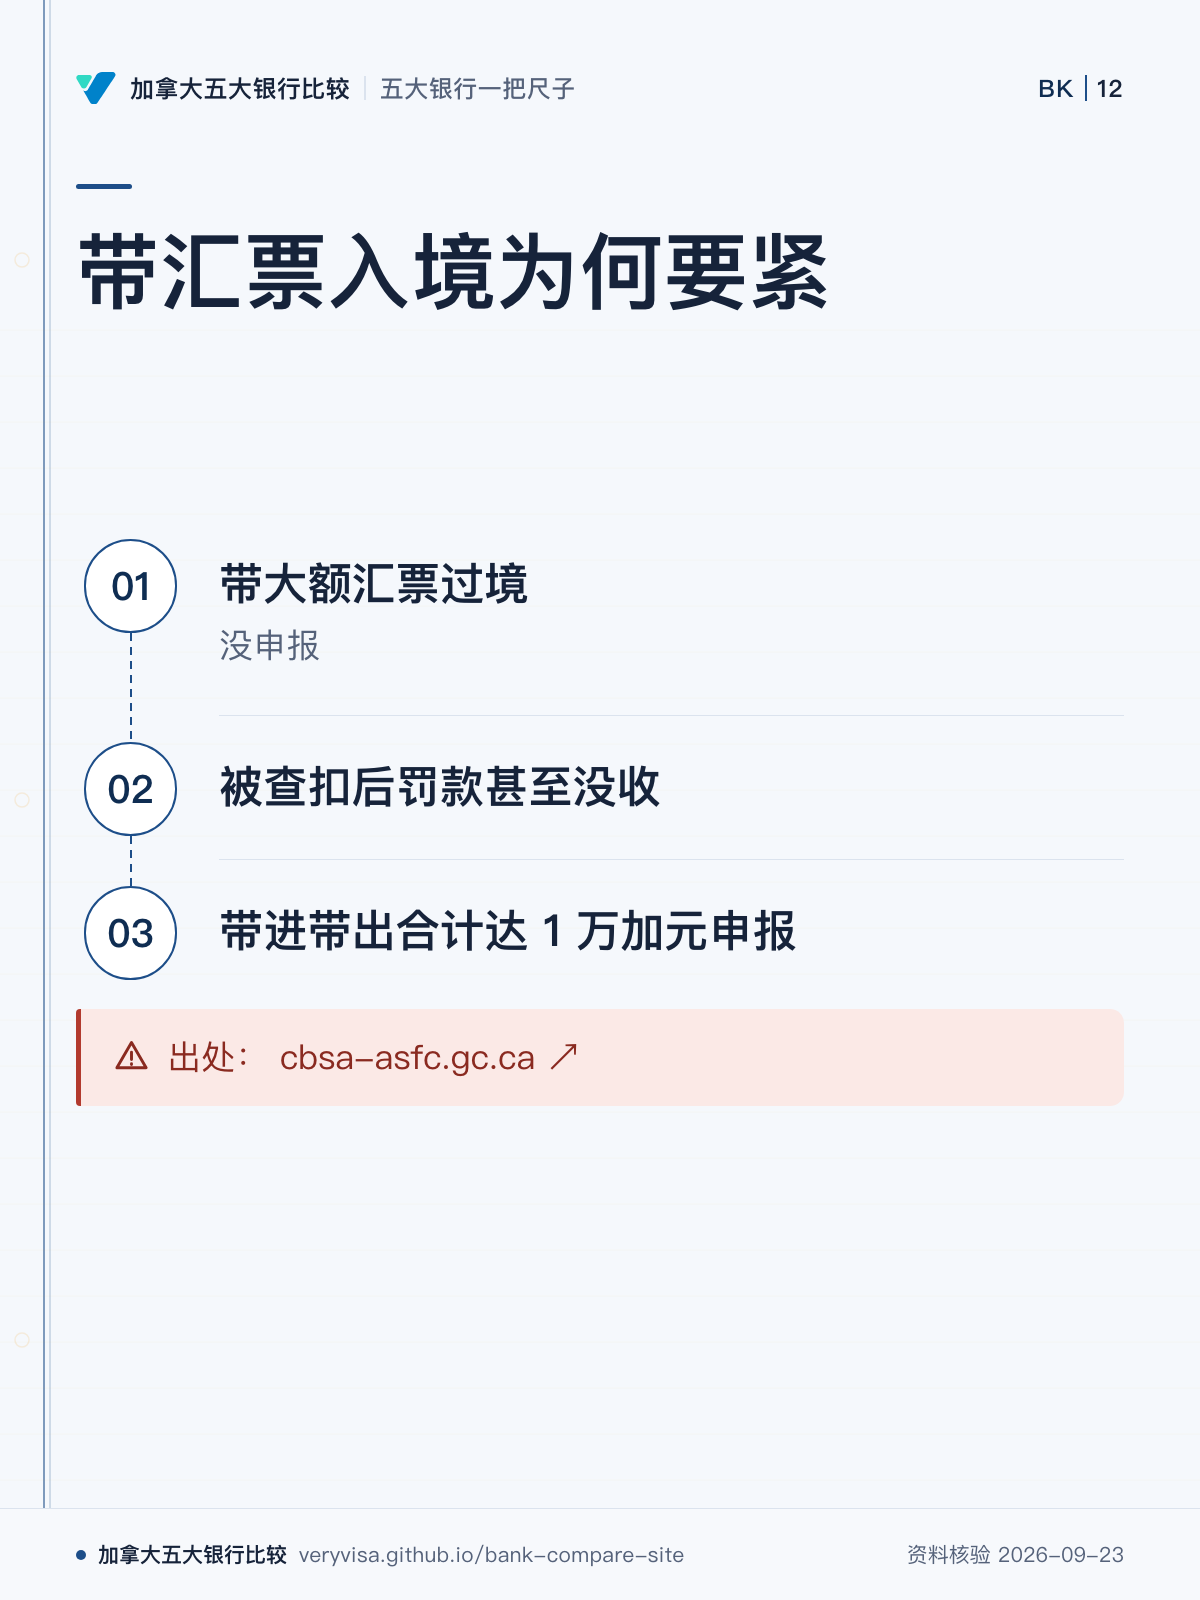 加拿大五大银行比较 五大银行一把尺子 BK 12
带汇票入境为何要紧
01 带大额汇票过境
没申报
02 被查扣后罚款甚至没收
03 带进带出合计达 1 万加元申报
出处： cbsa-asfc.gc.ca ↗
加拿大五大银行比较 veryvisa.github.io/bank-compare-site 资料核验 2026-09-23